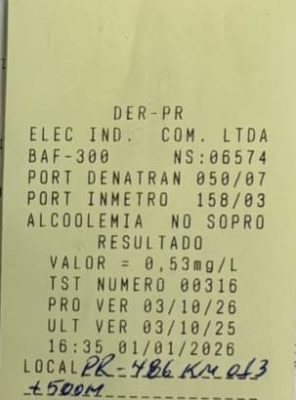 DER-PR
ELEC IND. COM. LTDA
BAF-300 NS:06574
PORT DENATRAN 050/07
PORT INMETRO 158/03
ALCOOLEMIA NO SOPRO
RESULTADO
VALOR = 0,53mg/L
TST NUMERO 00316
PRO VER 03/10/26
ULT VER 03/10/25
16:35 01/01/2026
LOCAL PR-486 KM 013
+500M